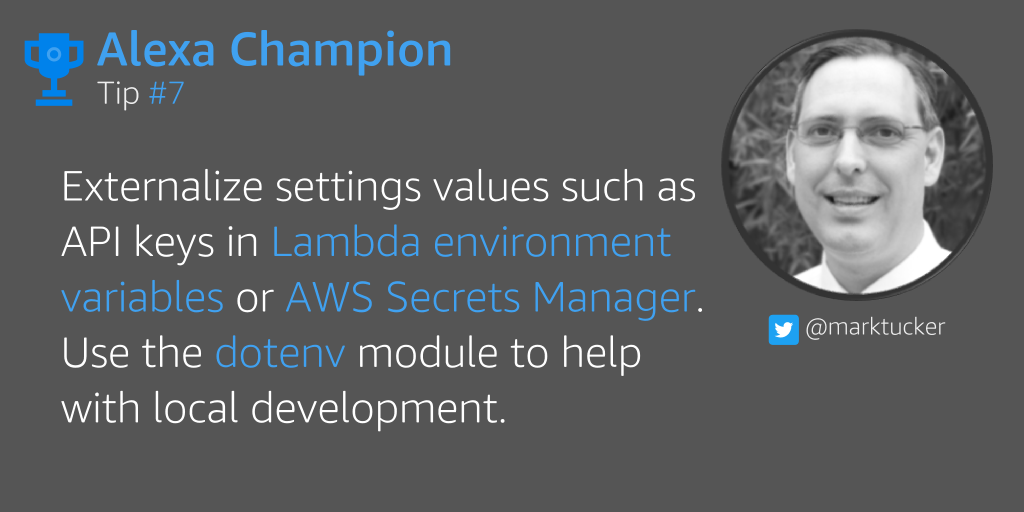 Alexa Champion
Tip #7
Externalize settings values such as
API keys in Lambda environment
variables or AWS Secrets Manager.
Use the dotenv module to help
with local development.
@marktucker